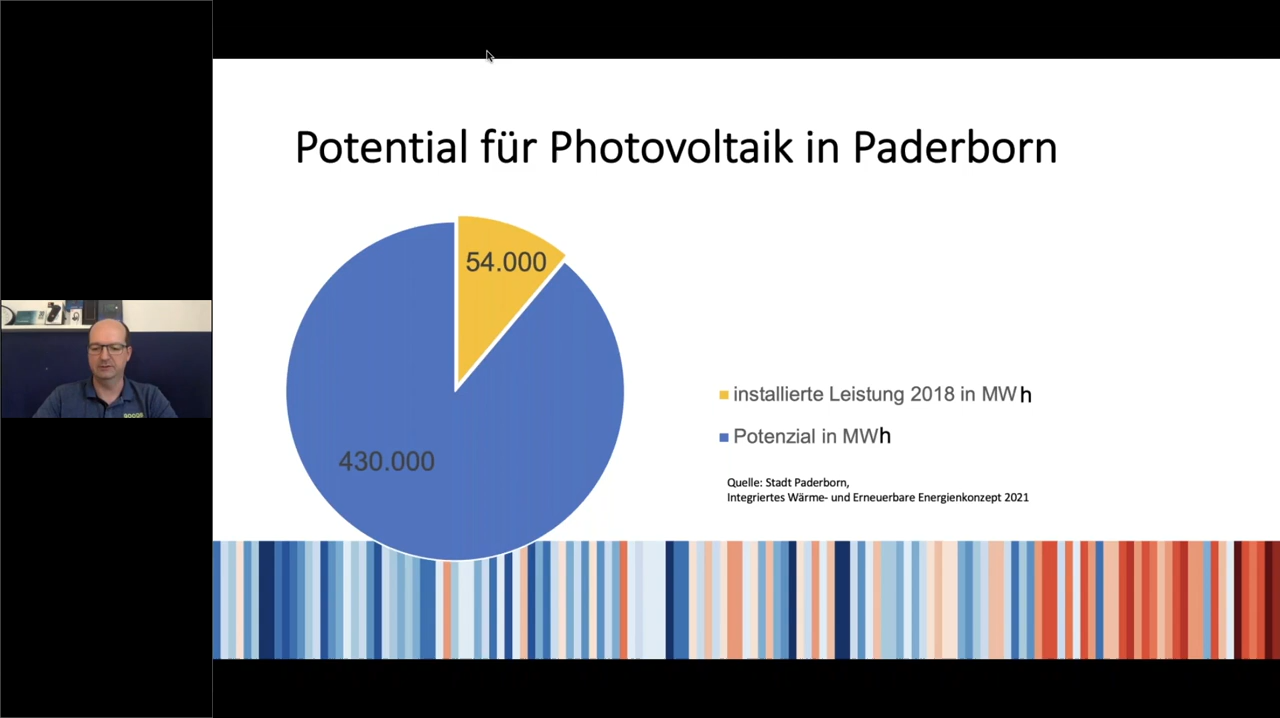 Potential für Photovoltaik in Paderborn
54.000
430.000
installierte Leistung 2018 in MWh
Potenzial in MWh
Quelle: Stadt Paderborn,
Integriertes Wärme- und Erneuerbare Energienkonzept 2021